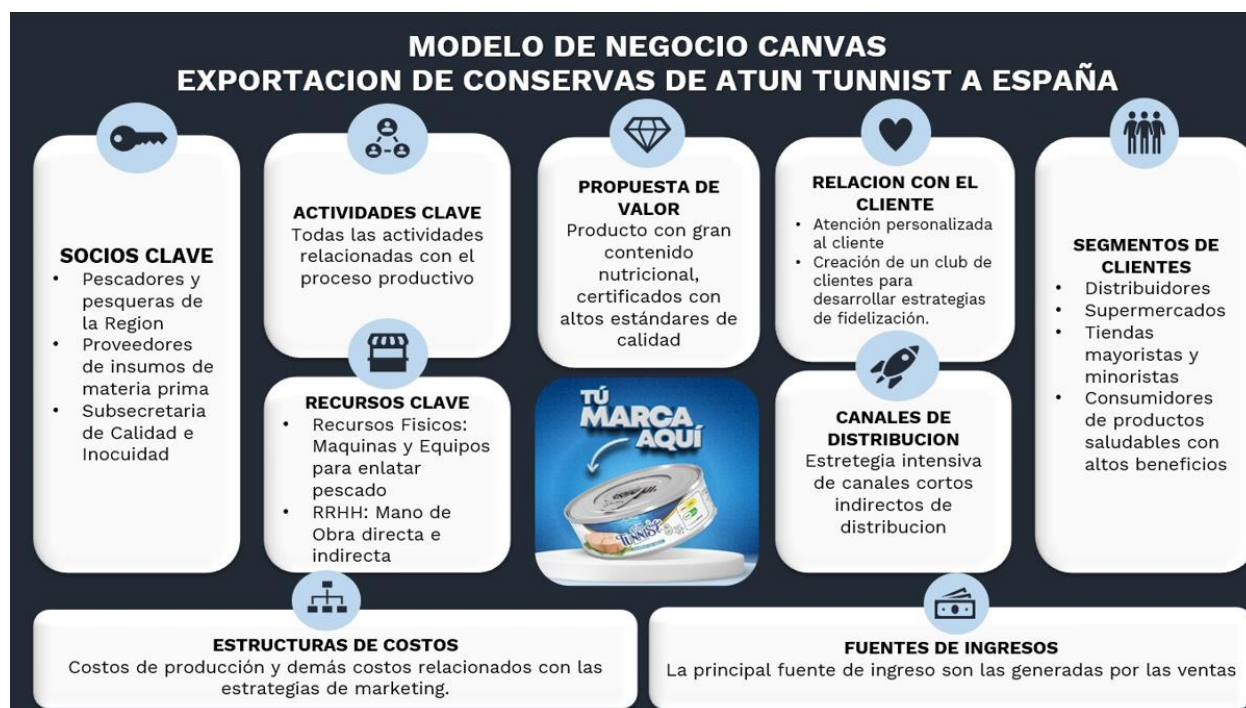 MODELO DE NEGOCIO CANVAS
EXPORTACION DE CONSERVAS DE ATUN TUNNIST A ESPAÑA
SOCIOS CLAVE
• Pescadores y
pesqueras de
la Region
• Proveedores
de insumos de
materia prima
• Subsecretaria
de Calidad e
Inocuidad
ACTIVIDADES CLAVE
Todas las actividades
relacionadas con el
proceso productivo
RECURSOS CLAVE
• Recursos Fisicos:
Maquinas y Equipos
para enlatar
pescado
• RRHH: Mano de
Obra directa e
indirecta
PROPUESTA DE
VALOR
Producto con gran
contenido
nutricional,
certificados con
altos estándares de
calidad
TÚ
MARCA
AQUÍ
TUNNIST
RELACION CON EL
CLIENTE
• Atención personalizada
al cliente
• Creación de un club de
clientes para
desarrollar estrategias
de fidelización.
CANALES DE
DISTRIBUCION
Estretegia intensiva
de canales cortos
indirectos de
distribucion
SEGMENTOS DE
CLIENTES
• Distribuidores
• Supermercados
• Tiendas
mayoristas y
minoristas
• Consumidores
de productos
saludables con
altos beneficios
ESTRUCTURAS DE COSTOS
Costos de producción y demás costos relacionados con las
estrategias de marketing.
FUENTES DE INGRESOS
La principal fuente de ingreso son las generadas por las ventas